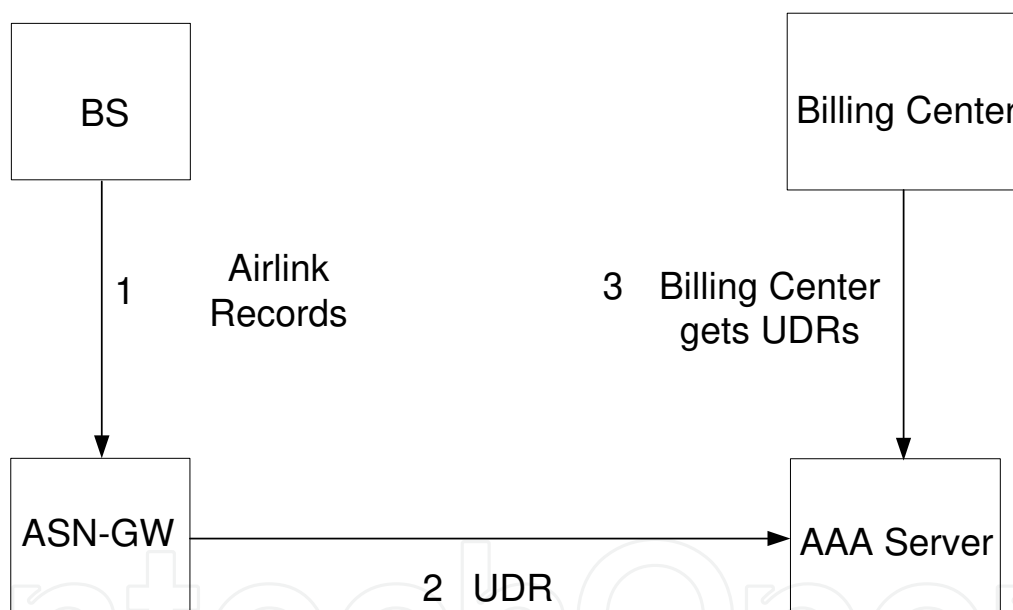 BS
Billing Center
1
Airlink
Records
3 Billing Center
gets UDRs
ASN-GW
AAA Server
2 UDR